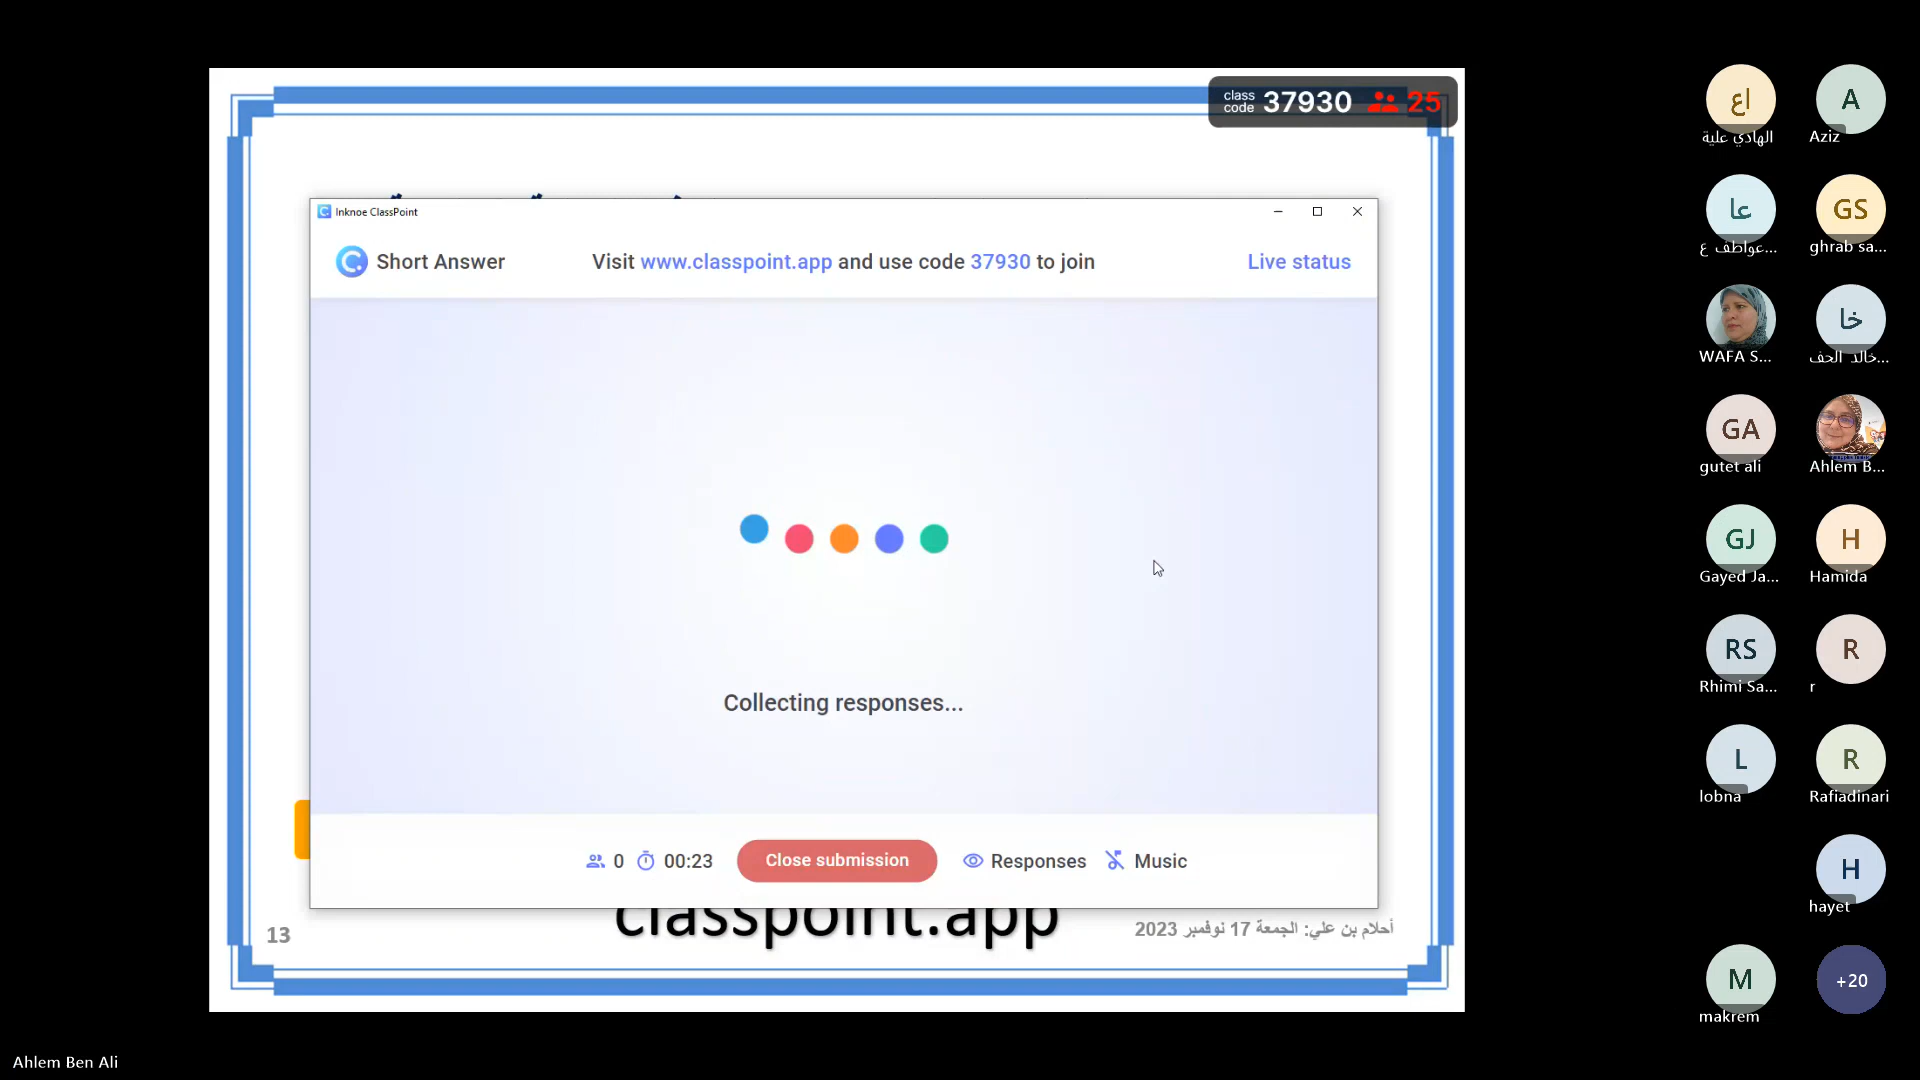 class code 37930 25
Inknoe ClassPoint
Short Answer
Visit www.classpoint.app and use code 37930 to join
Live status
Collecting responses...
0 00:23
Close submission
Responses
Music
classpoint.app
13
أحلام بن علي: الجمعة 17 نوفمبر 2023
اع
الهادي علية
A
Aziz
عا
عواطف ع...
GS
ghrab sa...
WAFA S...
خا
خالد الحف...
GA
gutet ali
Ahlem B...
GJ
Gayed Ja...
H
Hamida
RS
Rhimi Sa...
R
r
L
lobna
R
Rafiadinari
H
hayet
M
makrem
+20
Ahlem Ben Ali